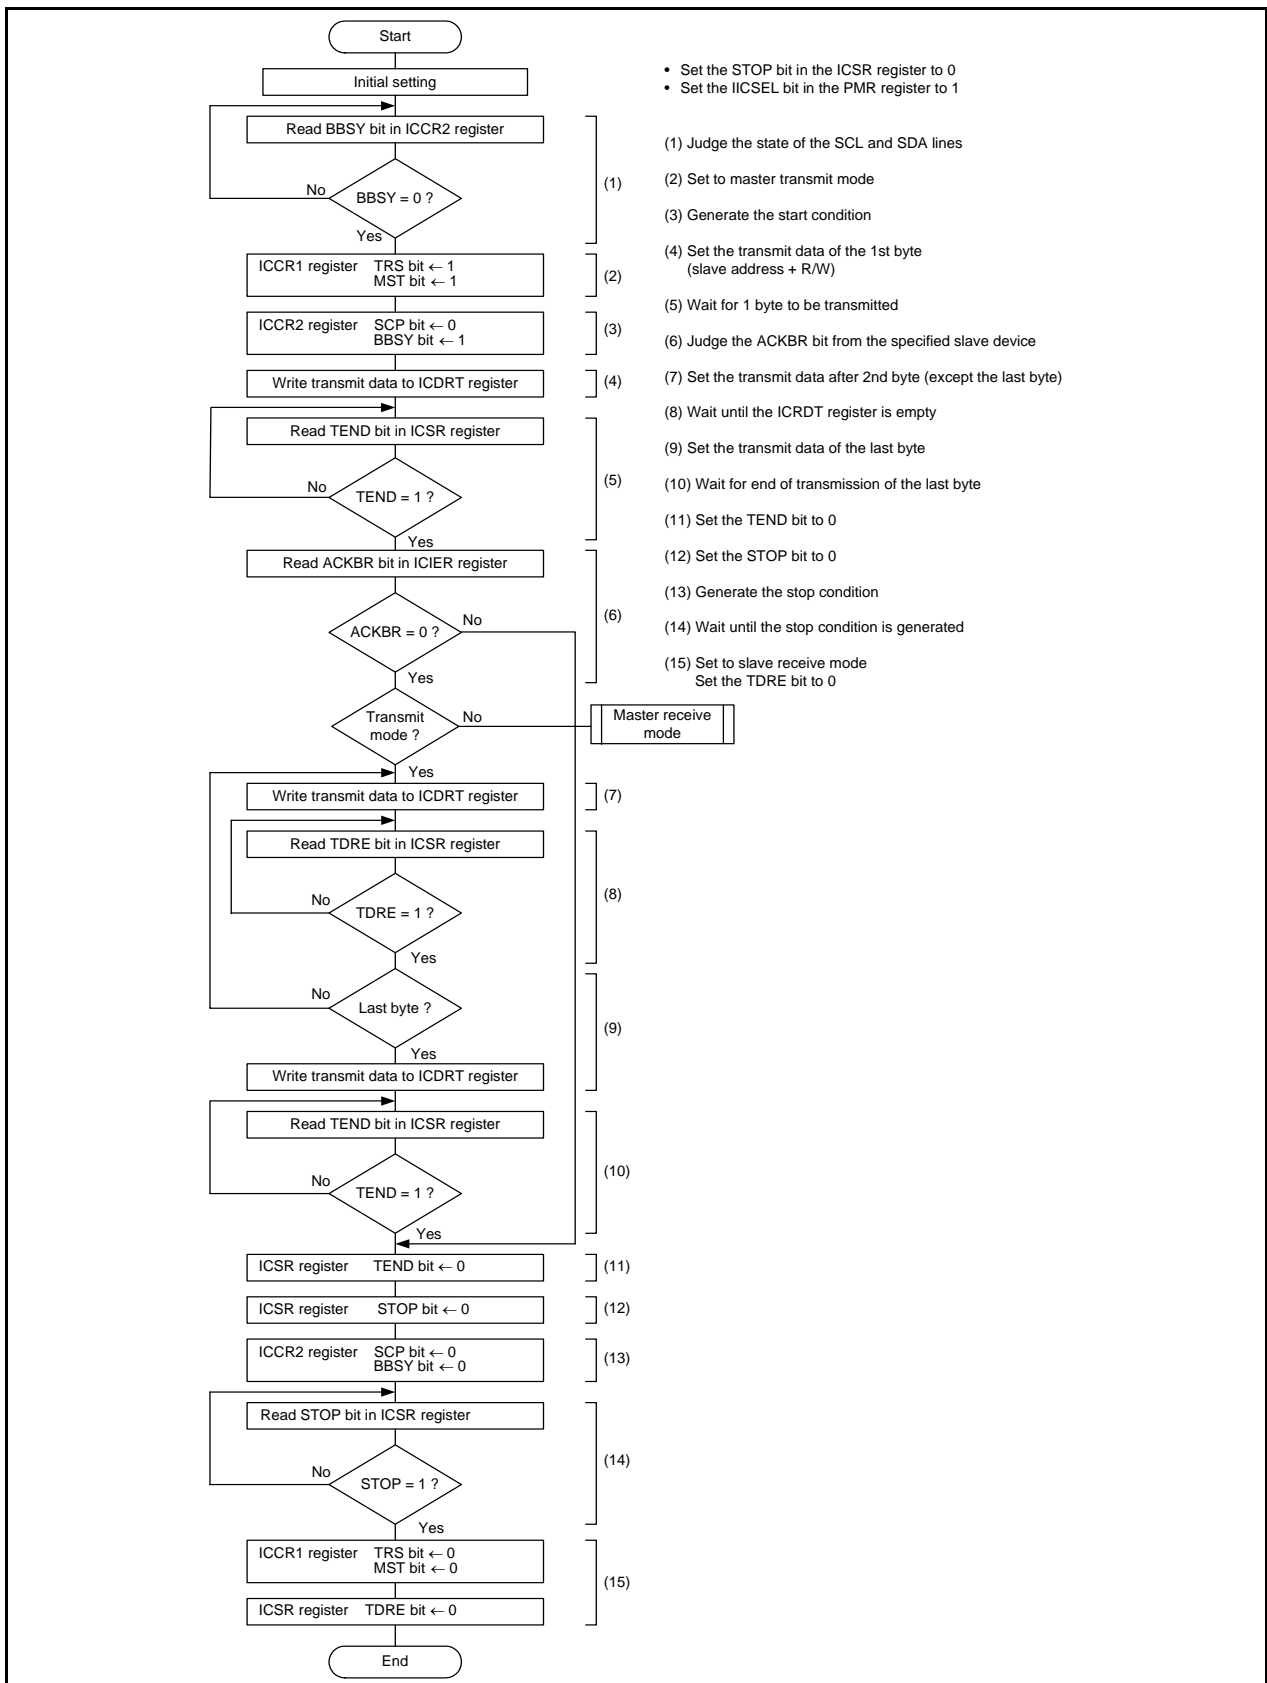 Start
Initial setting
• Set the STOP bit in the ICSR register to 0
• Set the IICSEL bit in the PMR register to 1
Read BBSY bit in ICCR2 register
BBSY = 0 ?
No
Yes
(1)
ICCR1 register TRS bit ← 1
MST bit ← 1
(2)
ICCR2 register SCP bit ← 0
BBSY bit ← 1
(3)
Write transmit data to ICDRT register
(4)
Read TEND bit in ICSR register
TEND = 1 ?
No
Yes
(5)
Read ACKBR bit in ICIER register
ACKBR = 0 ?
No
Yes
(6)
Transmit
mode ?
No
Yes
Master receive
mode
Write transmit data to ICDRT register
(7)
Read TDRE bit in ICSR register
TDRE = 1 ?
No
Yes
(8)
Last byte ?
No
Yes
Write transmit data to ICDRT register
(9)
Read TEND bit in ICSR register
TEND = 1 ?
No
Yes
(10)
ICSR register TEND bit ← 0
(11)
ICSR register STOP bit ← 0
(12)
ICCR2 register SCP bit ← 0
BBSY bit ← 0
(13)
Read STOP bit in ICSR register
STOP = 1 ?
No
Yes
(14)
ICCR1 register TRS bit ← 0
MST bit ← 0
ICSR register TDRE bit ← 0
(15)
End
(1) Judge the state of the SCL and SDA lines
(2) Set to master transmit mode
(3) Generate the start condition
(4) Set the transmit data of the 1st byte
(slave address + R/W)
(5) Wait for 1 byte to be transmitted
(6) Judge the ACKBR bit from the specified slave device
(7) Set the transmit data after 2nd byte (except the last byte)
(8) Wait until the ICRDT register is empty
(9) Set the transmit data of the last byte
(10) Wait for end of transmission of the last byte
(11) Set the TEND bit to 0
(12) Set the STOP bit to 0
(13) Generate the stop condition
(14) Wait until the stop condition is generated
(15) Set to slave receive mode
Set the TDRE bit to 0